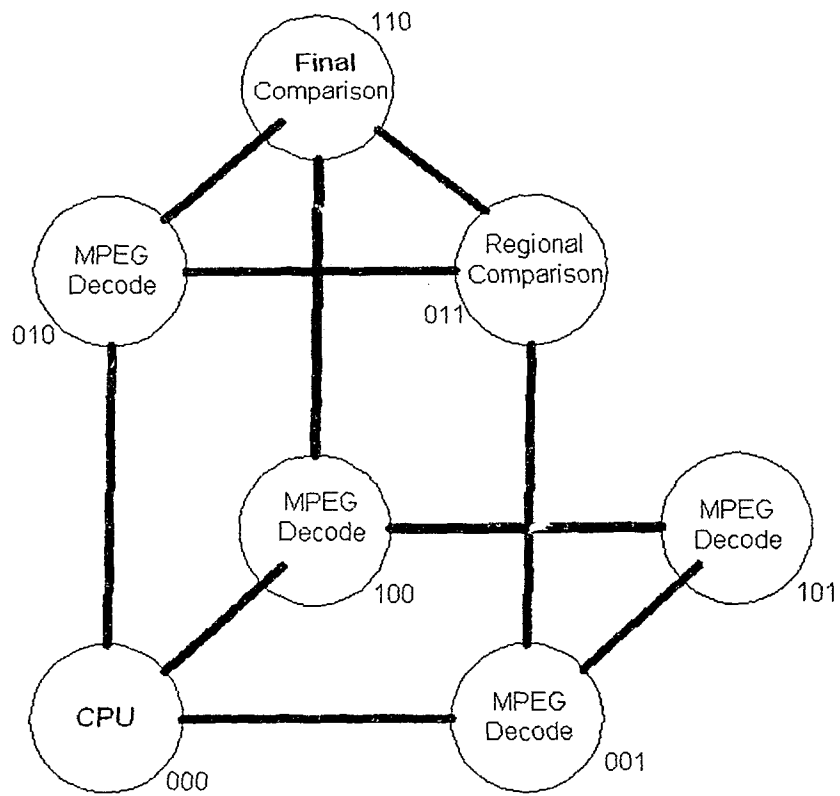 110
Final
Comparison
MPEG
Decode
010
Regional
Comparison
011
MPEG
Decode
100
MPEG
Decode
101
CPU
000
MPEG
Decode
001